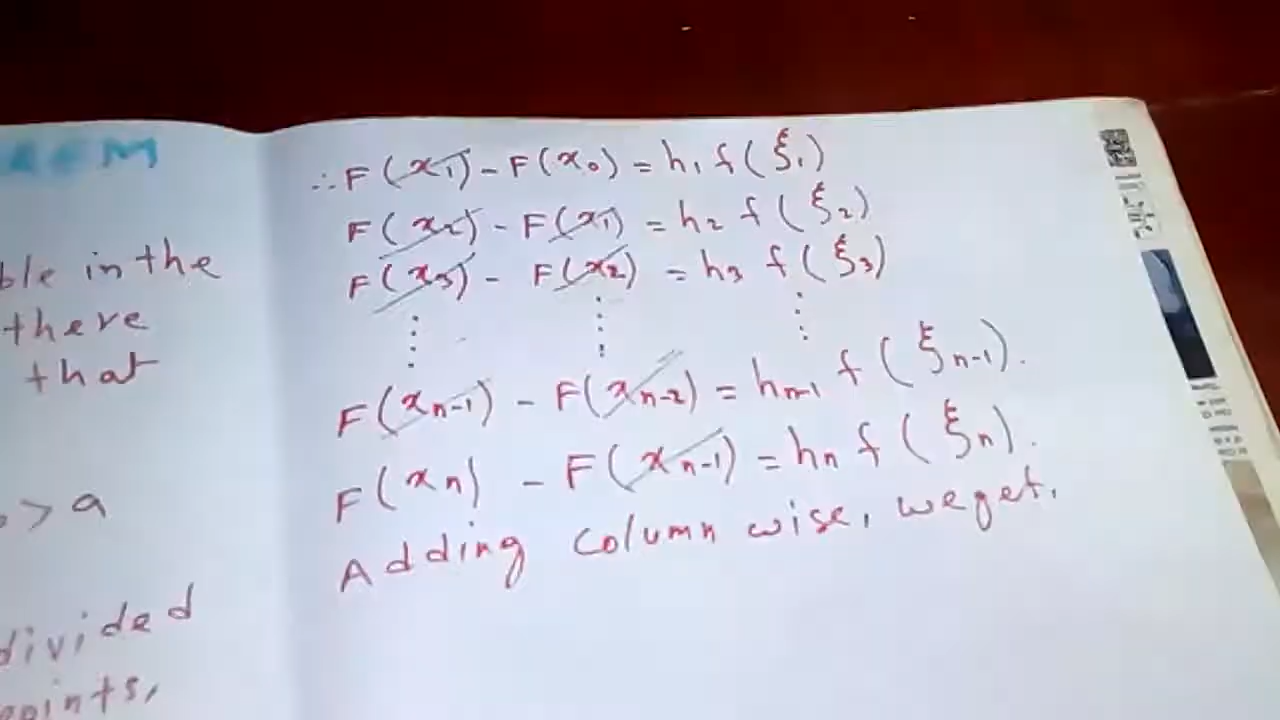 ble in the
there
that
> a
divided
points,
∴ F(x₁) - F(x₀) = h₁ f(ξ₁)
F(x₂) - F(x₁) = h₂ f(ξ₂)
F(x₃) - F(x₂) = h₃ f(ξ₃)
⋮ ⋮ ⋮
F(xₙ₋₁) - F(xₙ₋₂) = hₙ₋₁ f(ξₙ₋₁).
F(xₙ) - F(xₙ₋₁) = hₙ f(ξₙ).
Adding column wise, we get,